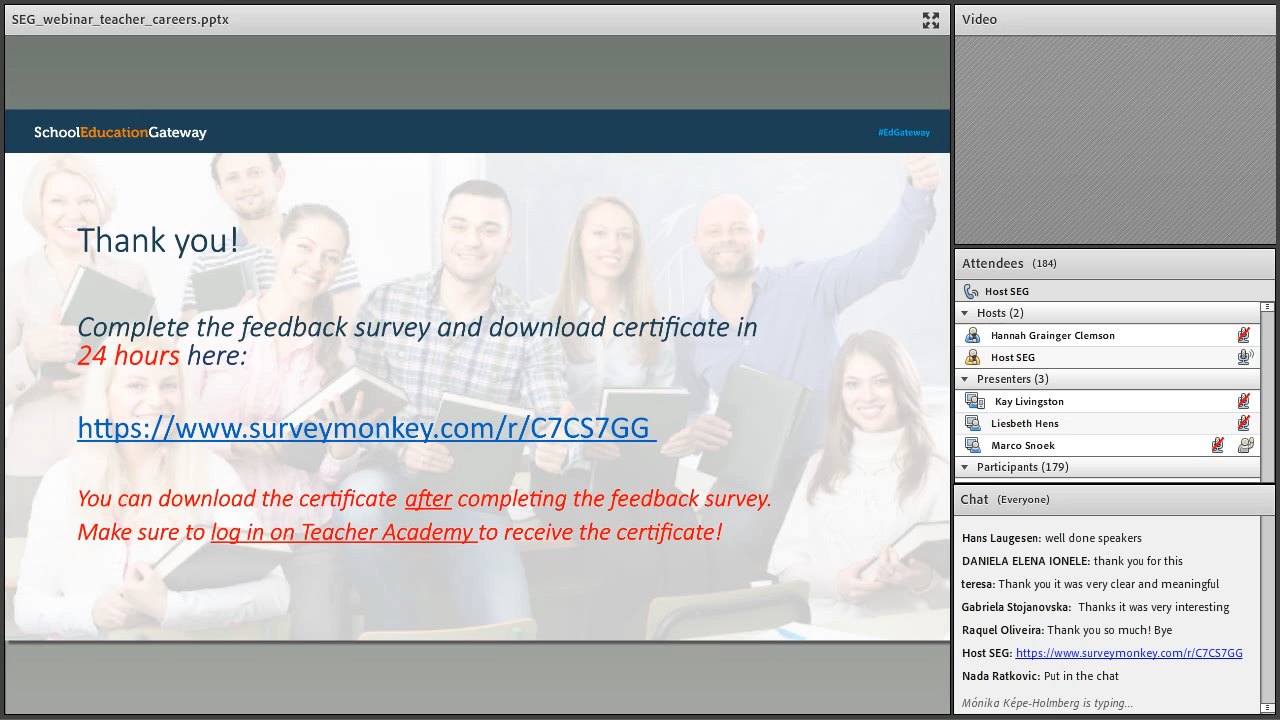 SEG_webinar_teacher_careers.pptx
SchoolEducationGateway
#EdGateway
Thank you!
Complete the feedback survey and download certificate in
24 hours here:
https://www.surveymonkey.com/r/C7CS7GG
You can download the certificate after completing the feedback survey.
Make sure to log in on Teacher Academy to receive the certificate!
Video
Attendees (184)
Host SEG
Hosts (2)
Hannah Grainger Clemson
Host SEG
Presenters (3)
Kay Livingston
Liesbeth Hens
Marco Snoek
Participants (179)
Chat (Everyone)
Hans Laugesen: well done speakers
DANIELA ELENA IONELE: thank you for this
teresa: Thank you it was very clear and meaningful
Gabriela Stojanovska: Thanks it was very interesting
Raquel Oliveira: Thank you so much! Bye
Host SEG: https://www.surveymonkey.com/r/C7CS7GG
Nada Ratkovic: Put in the chat
Mónika Képe-Holmberg is typing...